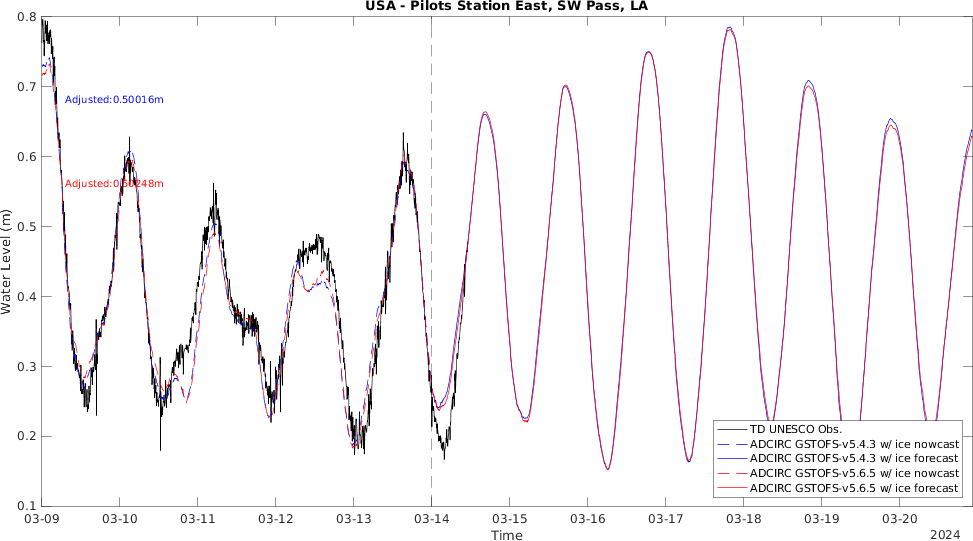 USA - Pilots Station East, SW Pass, LA
0.8
0.7
0.6
0.5
0.4
0.3
0.2
0.1
Water Level (m)
Adjusted:0.50016m
Adjusted:0.50248m
TD UNESCO Obs.
ADCIRC GSTOFS-v5.4.3 w/ ice nowcast
ADCIRC GSTOFS-v5.4.3 w/ ice forecast
ADCIRC GSTOFS-v5.6.5 w/ ice nowcast
ADCIRC GSTOFS-v5.6.5 w/ ice forecast
03-09 03-10 03-11 03-12 03-13 03-14 03-15 03-16 03-17 03-18 03-19 03-20
Time
2024